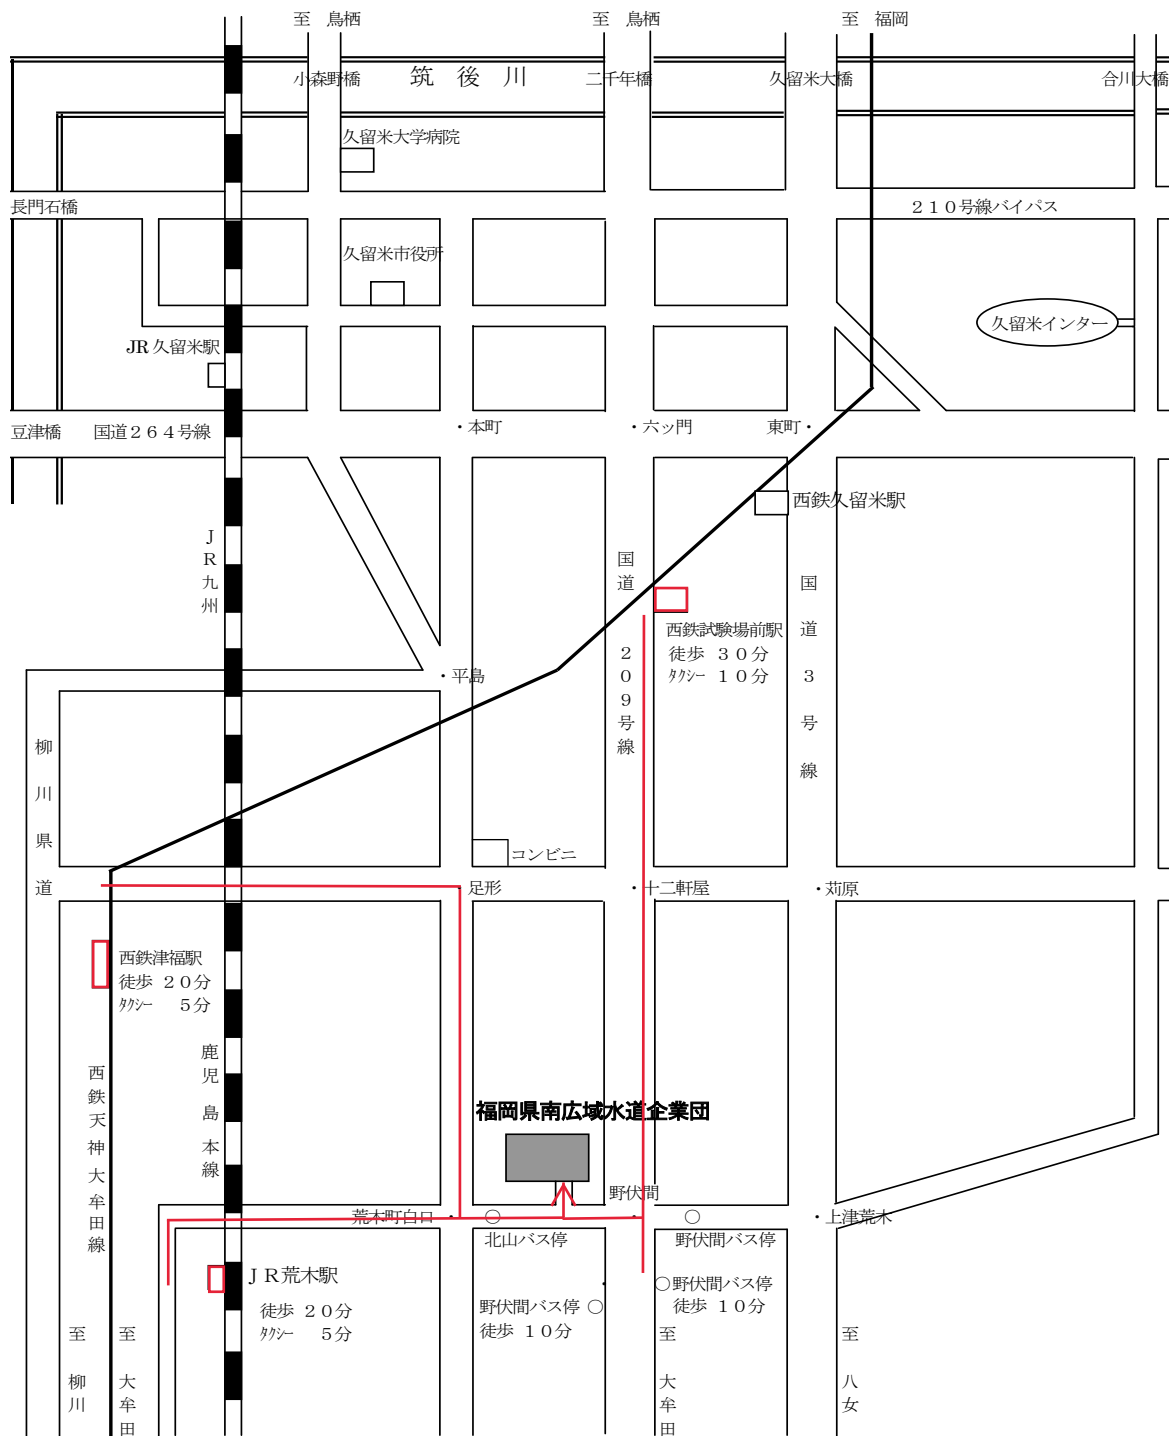 至　鳥栖
至　鳥栖
至　福岡
小森野橋
筑　後　川
二千年橋
久留米大橋
合川大橋
久留米大学病院
長門石橋
２１０号線バイパス
久留米市役所
久留米インター
JR 久留米駅
豆津橋
国道２６４号線
・本町
・六ッ門
東町・
西鉄久留米駅
ＪＲ九州
国道　２０９号線
国道３号線
西鉄試験場前駅
徒歩 ３０分
ﾀｸｼｰ １０分
・平島
柳川県道
コンビニ
・足形
・十二軒屋
・苅原
西鉄津福駅
徒歩 ２０分
ﾀｸｼｰ　５分
西鉄天神大牟田線
鹿児島本線
福岡県南広域水道企業団
野伏間
荒木町白口　・
・上津荒木
北山バス停
野伏間バス停
ＪＲ荒木駅
徒歩 ２０分
ﾀｸｼｰ　５分
野伏間バス停 ○
徒歩 １０分
○野伏間バス停
徒歩 １０分
至　柳川
至　大牟田
至　大牟田
至　八女